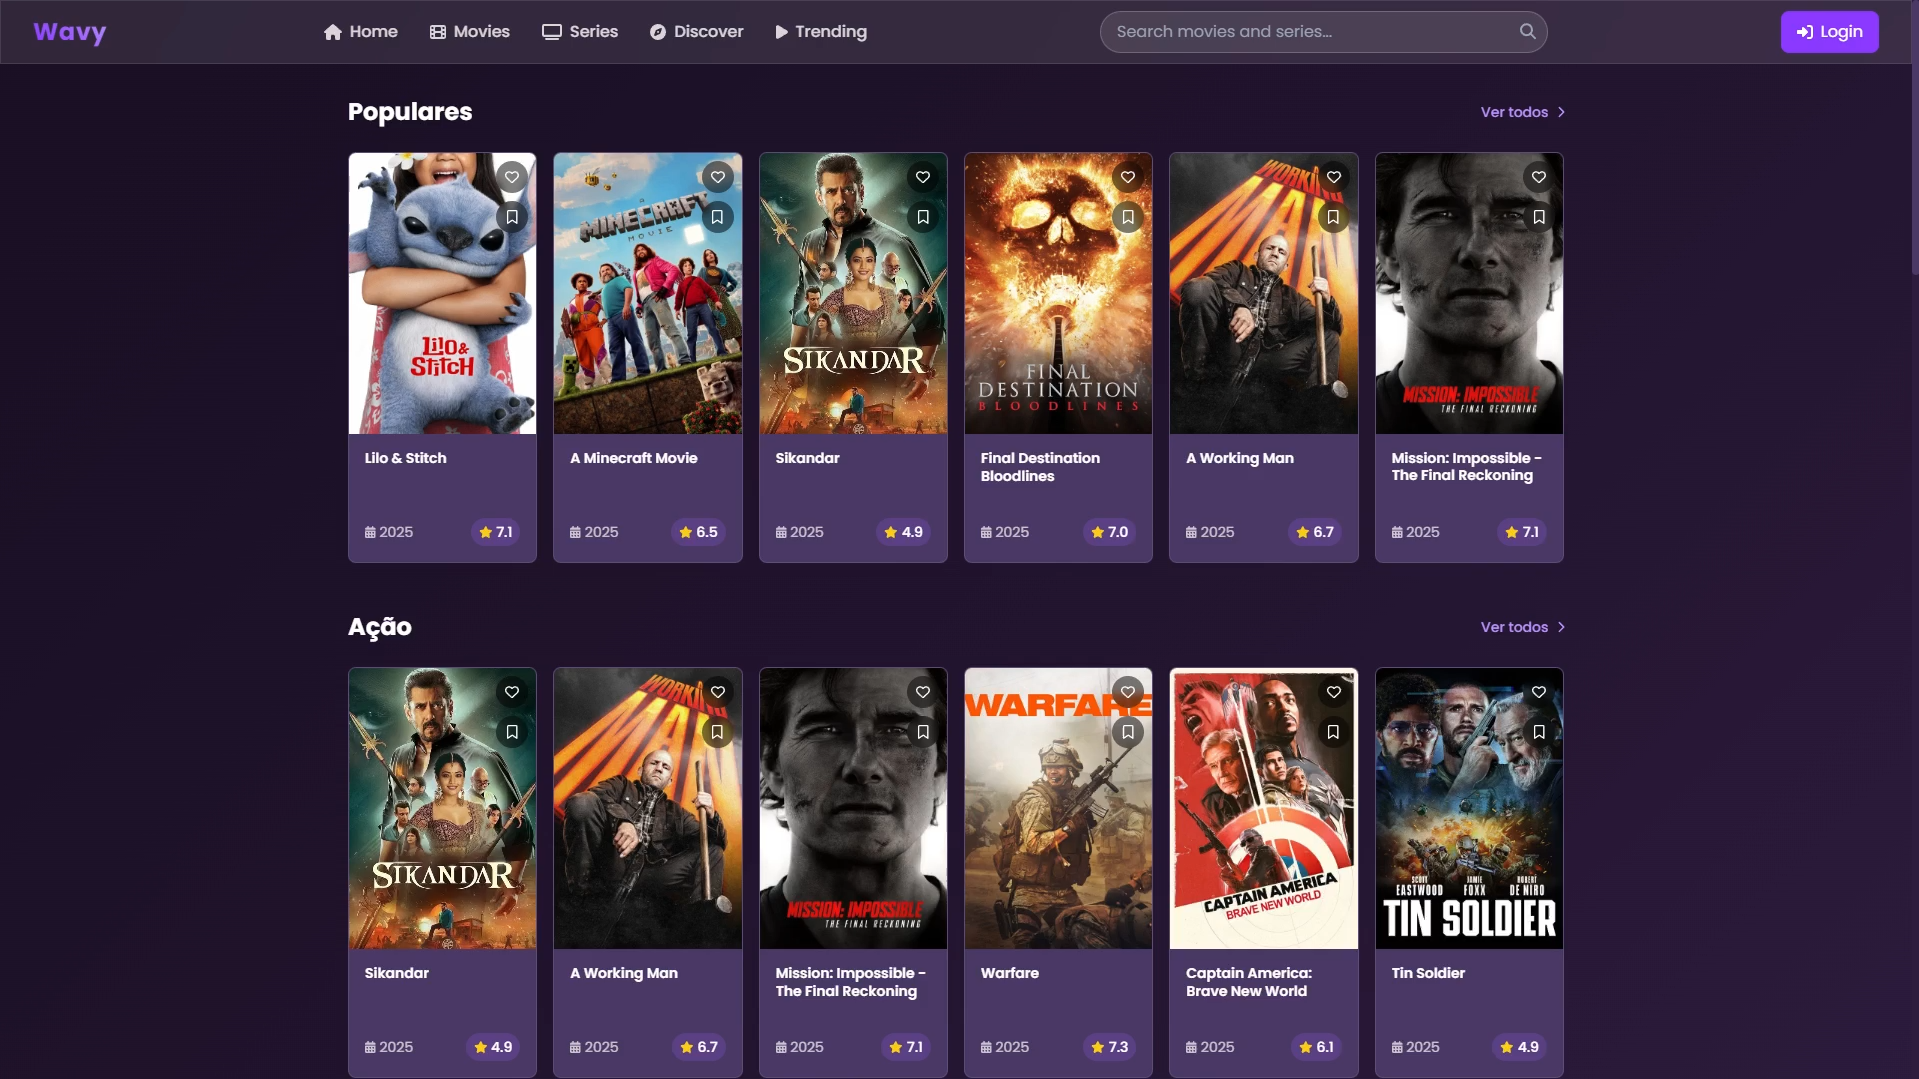 Wavy
Home
Movies
Series
Discover
Trending
Search movies and series...
Login
Populares
Ver todos
A
MINECRAFT
MOVIE
WORKING
MAN
LiLO &
STiTCH
SIKANDAR
FINAL
DESTINATION
BLOODLINES
MISSION: IMPOSSIBLE
THE FINAL RECKONING
Lilo & Stitch
2025
7.1
A Minecraft Movie
2025
6.5
Sikandar
2025
4.9
Final Destination
Bloodlines
2025
7.0
A Working Man
2025
6.7
Mission: Impossible -
The Final Reckoning
2025
7.1
Ação
Ver todos
SIKANDAR
WORKING
MAN
MISSION: IMPOSSIBLE
THE FINAL RECKONING
WARFARE
CAPTAIN AMERICA
BRAVE NEW WORLD
SCOTT
EASTWOOD
JAMIE
FOXX
ROBERT
DE NIRO
TIN SOLDIER
Sikandar
2025
4.9
A Working Man
2025
6.7
Mission: Impossible -
The Final Reckoning
2025
7.1
Warfare
2025
7.3
Captain America:
Brave New World
2025
6.1
Tin Soldier
2025
4.9